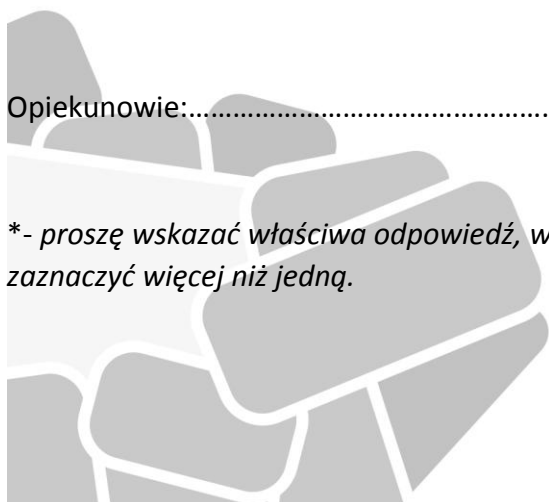 Opiekunowie:……………………………………………
*- proszę wskazać właściwa odpowiedź, w
zaznaczyć więcej niż jedną.